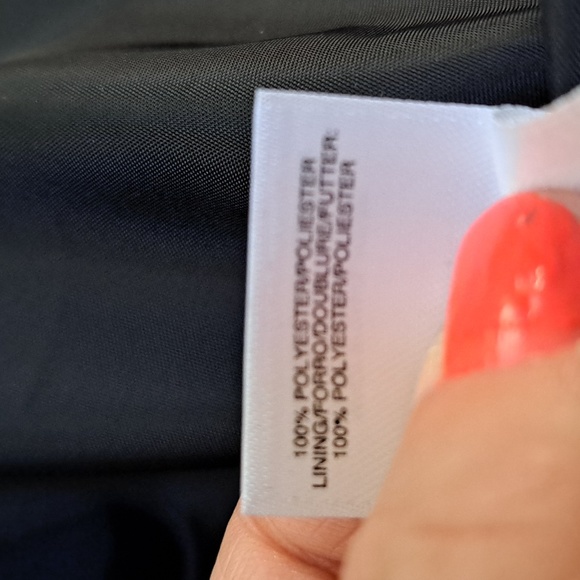 100% POLYESTER/POLIESTER
LINING/FORRO/DOUBLURE/FUTTER:
100% POLYESTER/POLIESTER